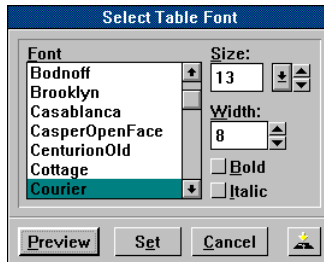 Select Table Font
Font
Bodnoff
Brooklyn
Casablanca
CasperOpenFace
CenturionOld
Cottage
Courier
Size:
13
Width:
8
Bold
Italic
Preview
Set
Cancel